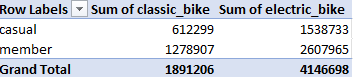 Row Labels Sum of classic_bike Sum of electric_bike
casual 612299 1538733
member 1278907 2607965
Grand Total 1891206 4146698